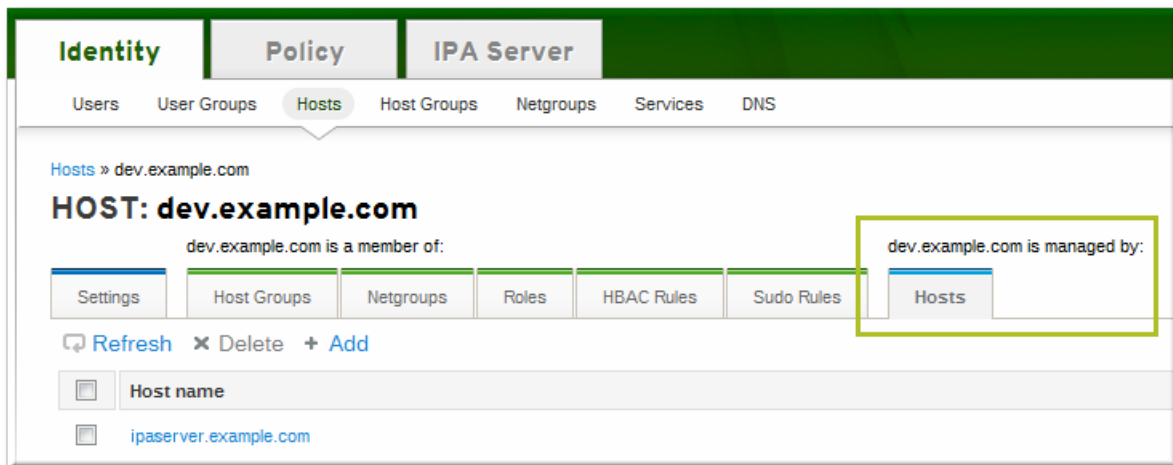 Identity Policy IPA Server
Users User Groups Hosts Host Groups Netgroups Services DNS
Hosts » dev.example.com
HOST: dev.example.com
dev.example.com is a member of: dev.example.com is managed by:
Settings Host Groups Netgroups Roles HBAC Rules Sudo Rules Hosts
Refresh Delete + Add
Host name
ipaserver.example.com